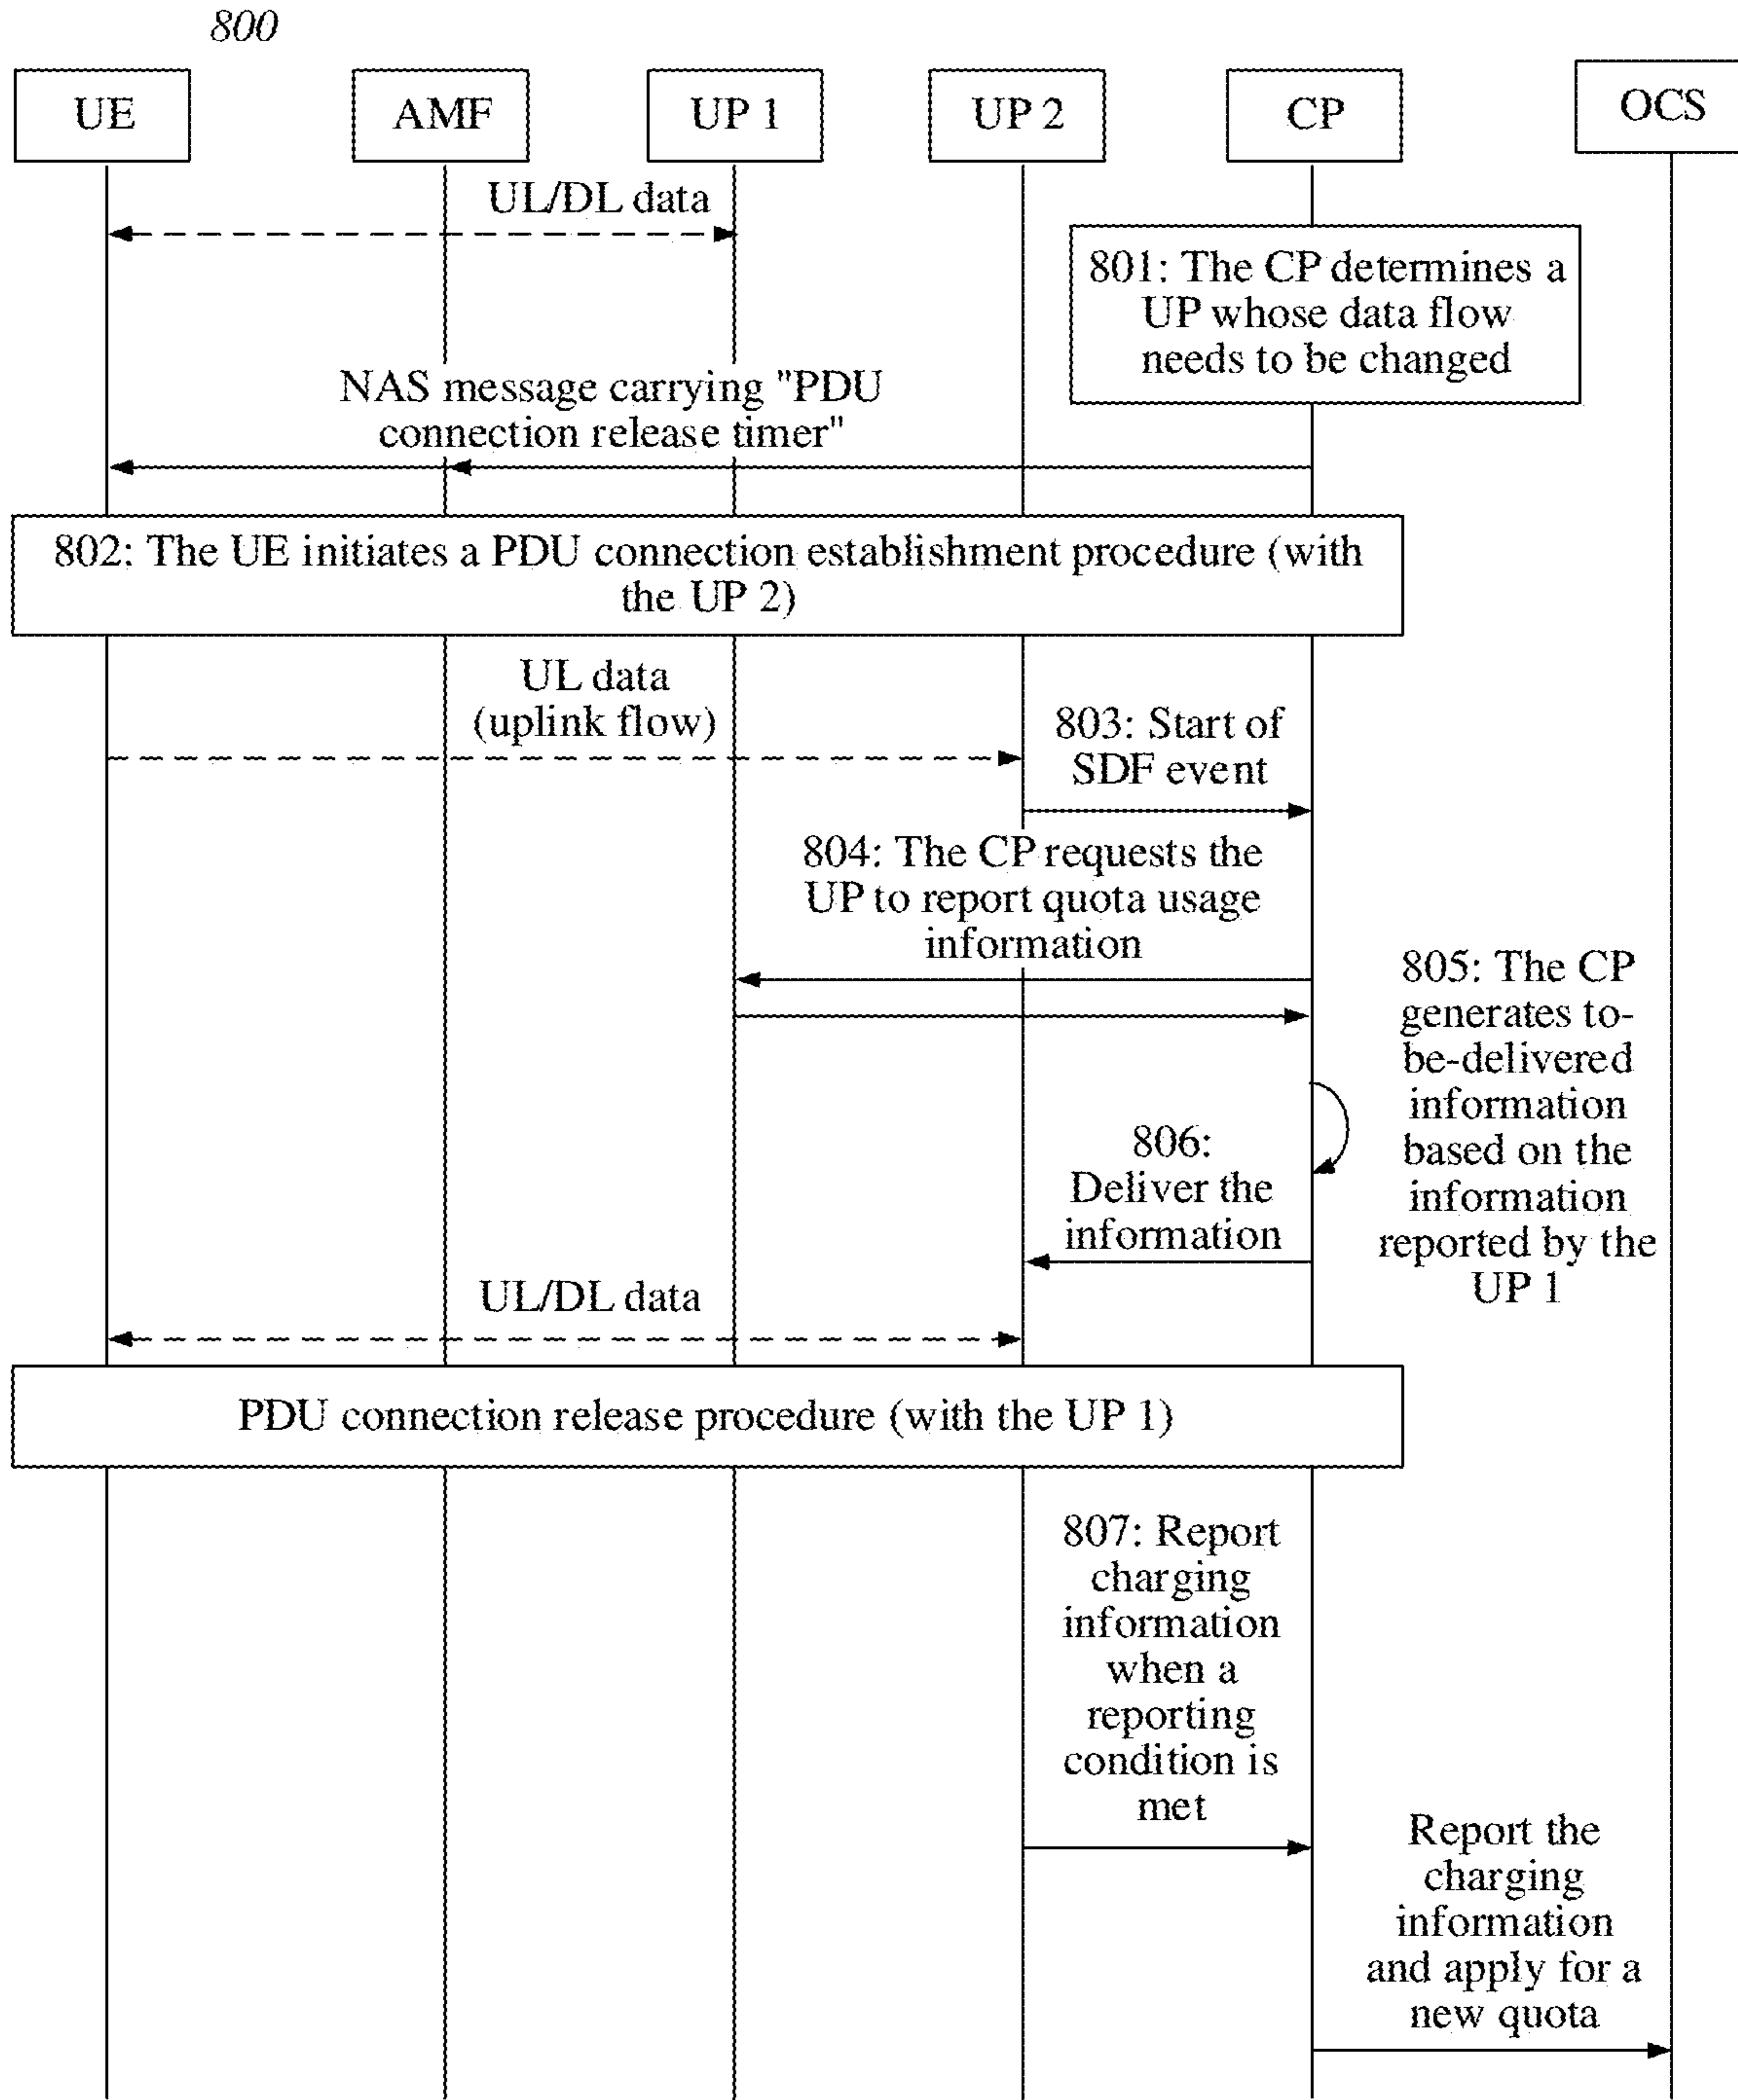 800
UE
AMF
UP 1
UP 2
CP
OCS
UL/DL data
801: The CP determines a
UP whose data flow
needs to be changed
NAS message carrying "PDU
connection release timer"
802: The UE initiates a PDU connection establishment procedure (with
the UP 2)
UL data
(uplink flow)
803: Start of
SDF event
804: The CP requests the
UP to report quota usage
information
805: The CP
generates to-
be-delivered
information
based on the
information
reported by the
UP 1
806:
Deliver the
information
UL/DL data
PDU connection release procedure (with the UP 1)
807: Report
charging
information
when a
reporting
condition is
met
Report the
charging
information
and apply for a
new quota